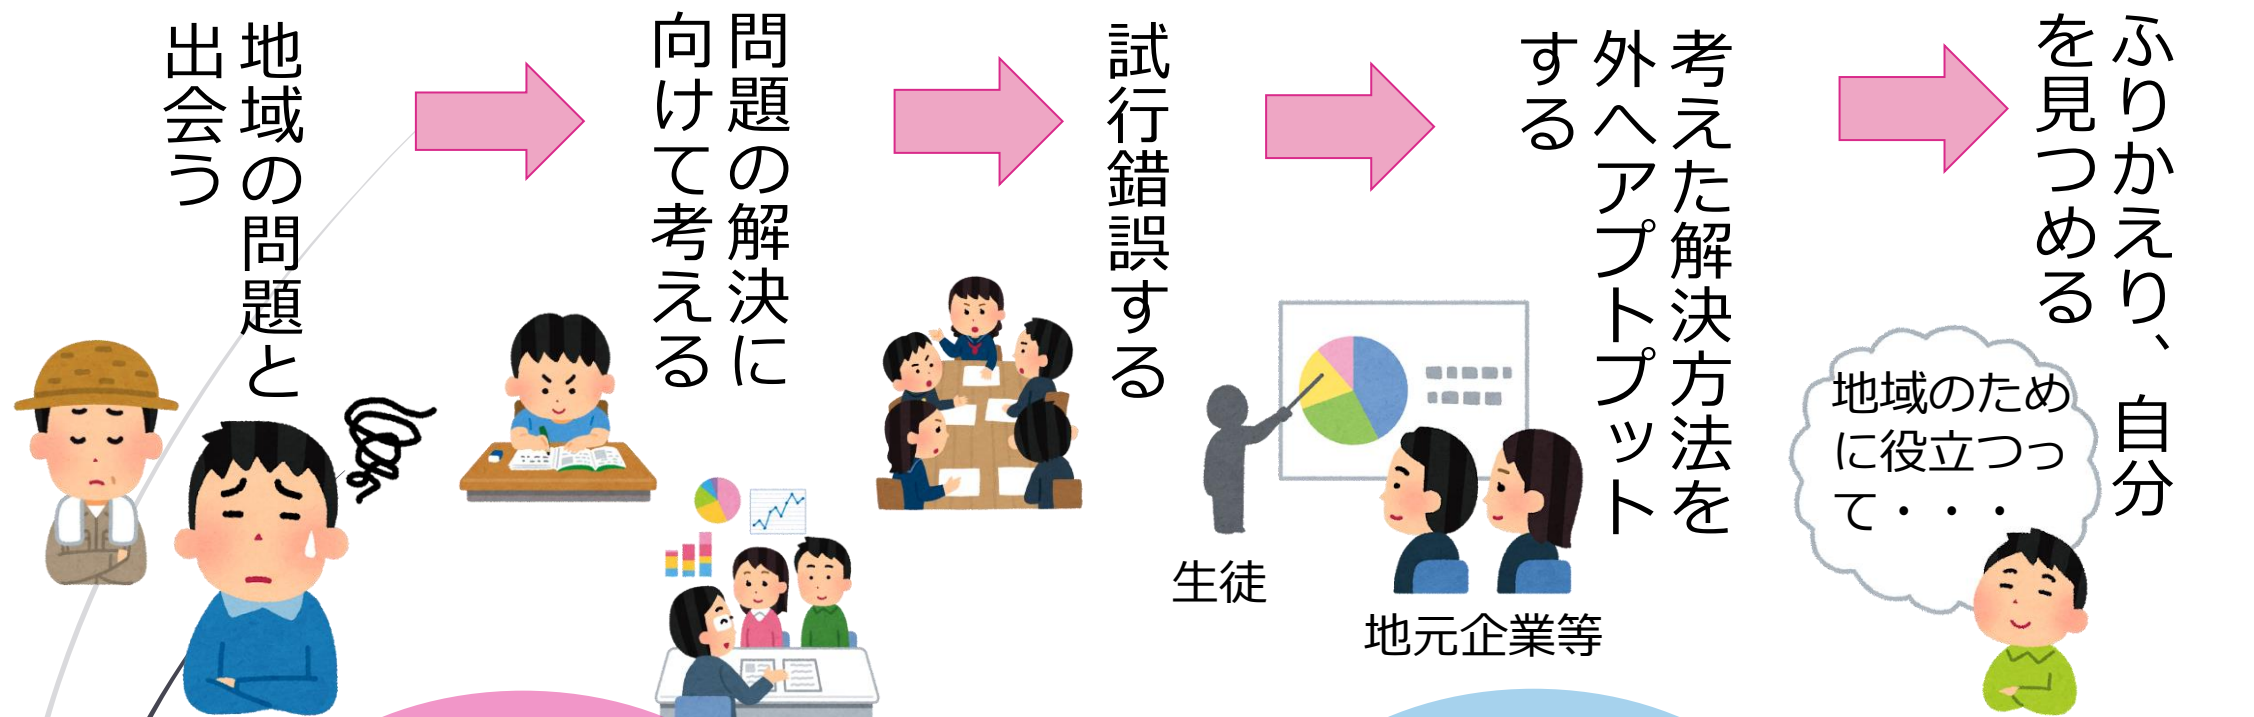 地域の問題と
出会う
問題の解決に
向けて考える
試行錯誤する
考えた解決方法を
外へアプトプット
する
ふりかえり、自分
を見つめる
生徒
地元企業等
地域のため
に役立つっ
て・・・